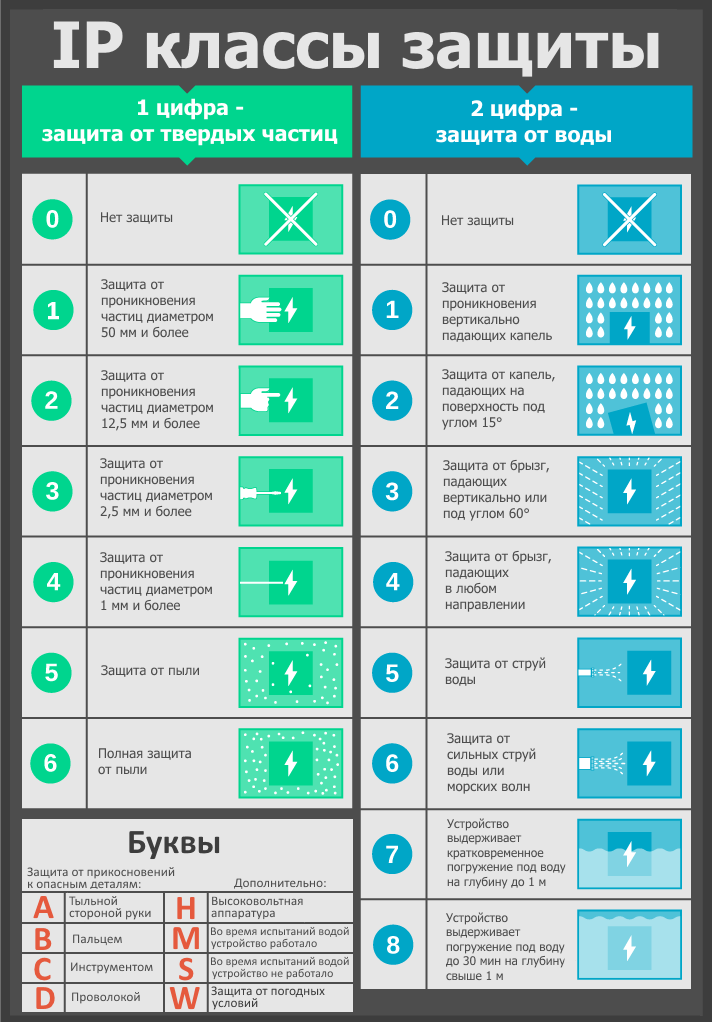 IP классы защиты
1 цифра -
защита от твердых частиц
0
Нет защиты
1
Защита от
проникновения
частиц диаметром
50 мм и более
2
Защита от
проникновения
частиц диаметром
12,5 мм и более
3
Защита от
проникновения
частиц диаметром
2,5 мм и более
4
Защита от
проникновения
частиц диаметром
1 мм и более
5
Защита от пыли
6
Полная защита
от пыли
2 цифра -
защита от воды
0
Нет защиты
1
Защита от
проникновения
вертикально
падающих капель
2
Защита от капель,
падающих на
поверхность под
углом 15°
3
Защита от брызг,
падающих
вертикально или
под углом 60°
4
Защита от брызг,
падающих
в любом
направлении
5
Защита от струй
воды
6
Защита от
сильных струй
воды или
морских волн
7
Устройство
выдерживает
кратковременное
погружение под воду
на глубину до 1 м
8
Устройство
выдерживает
погружение под воду
до 30 мин на глубину
свыше 1 м
Буквы
Защита от прикосновений
к опасным деталям:
A
Тыльной
стороной руки
B
Пальцем
C
Инструментом
D
Проволокой
Дополнительно:
H
Высоковольтная
аппаратура
M
Во время испытаний водой
устройство работало
S
Во время испытаний водой
устройство не работало
W
Защита от погодных
условий